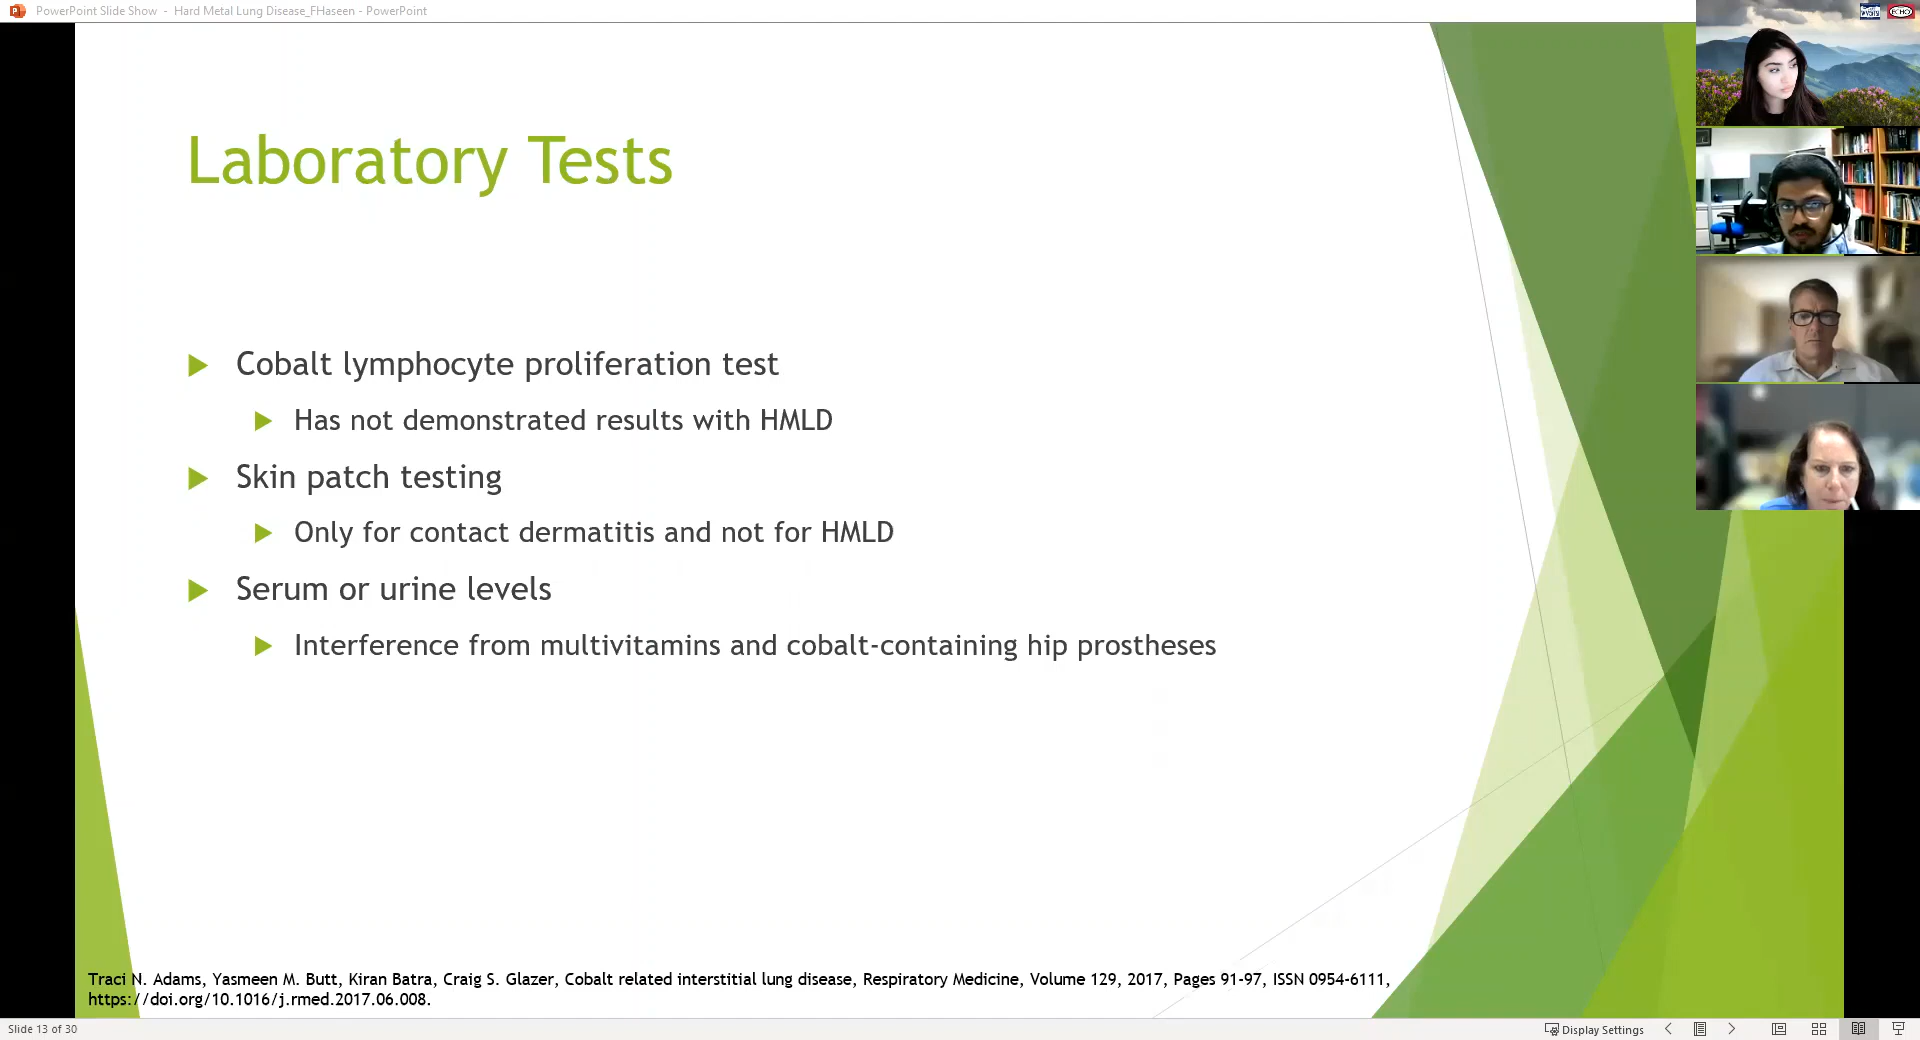 PowerPoint Slide Show - Hard Metal Lung Disease_FHaseen - PowerPoint
ECHO
Laboratory Tests
Cobalt lymphocyte proliferation test
Has not demonstrated results with HMLD
Skin patch testing
Only for contact dermatitis and not for HMLD
Serum or urine levels
Interference from multivitamins and cobalt-containing hip prostheses
Traci N. Adams, Yasmeen M. Butt, Kiran Batra, Craig S. Glazer, Cobalt related interstitial lung disease, Respiratory Medicine, Volume 129, 2017, Pages 91-97, ISSN 0954-6111,
https://doi.org/10.1016/j.rmed.2017.06.008.
Slide 13 of 30
Display Settings